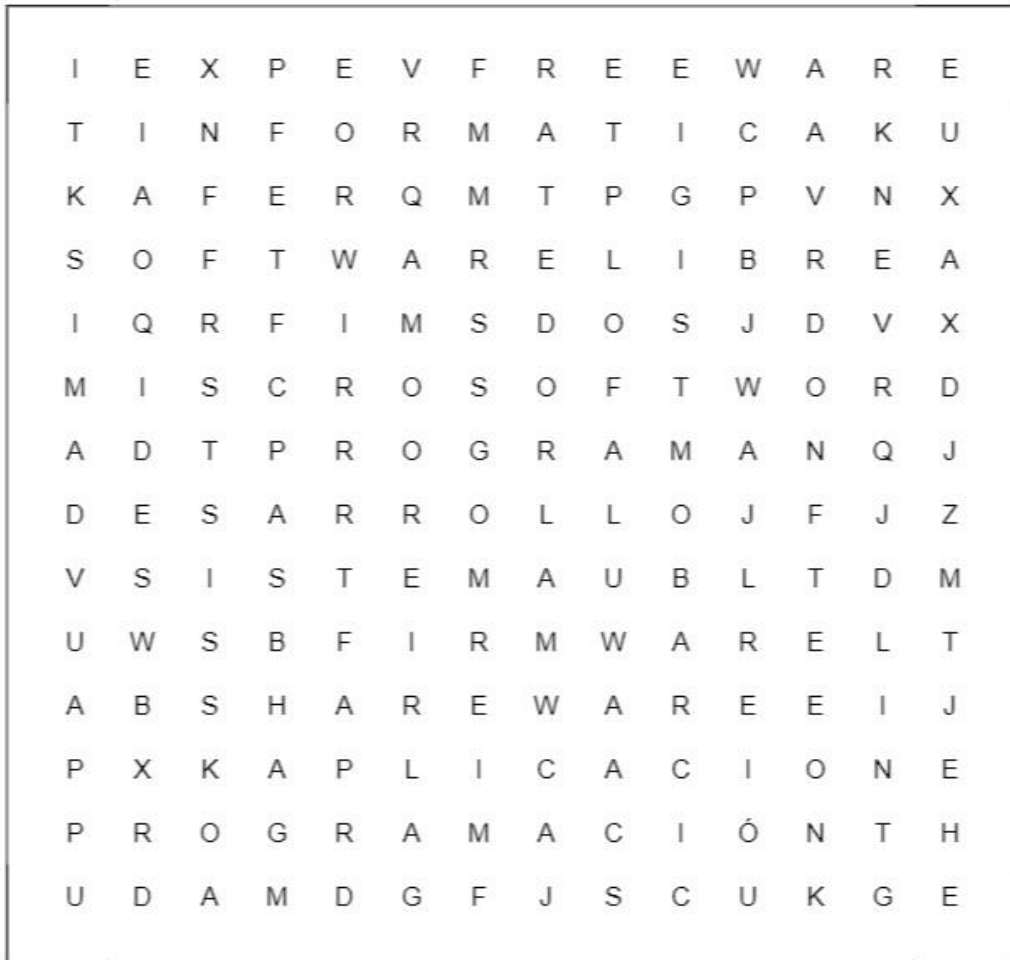 I E X P E V F R E E W A R E
T I N F O R M A T I C A K U
K A F E R Q M T P G P V N X
S O F T W A R E L I B R E A
I Q R F I M S D O S J D V X
M I S C R O S O F T W O R D
A D T P R O G R A M A N Q J
D E S A R R O L L O J F J Z
V S I S T E M A U B L T D M
U W S B F I R M W A R E L T
A B S H A R E W A R E E I J
P X K A P L I C A C I O N E
P R O G R A M A C I Ó N T H
U D A M D G F J S C U K G E